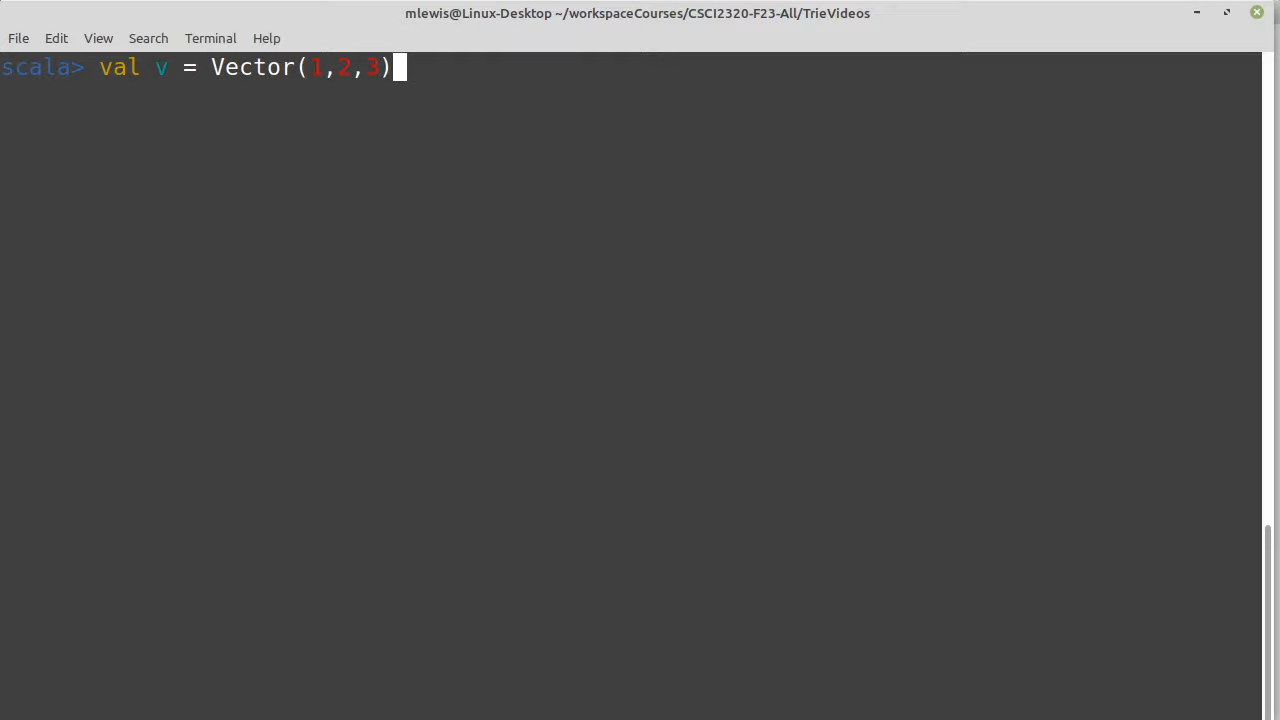 mlewis@Linux-Desktop ~/workspaceCourses/CSCI2320-F23-All/TrieVideos
File Edit View Search Terminal Help
scala> val v = Vector(1,2,3)